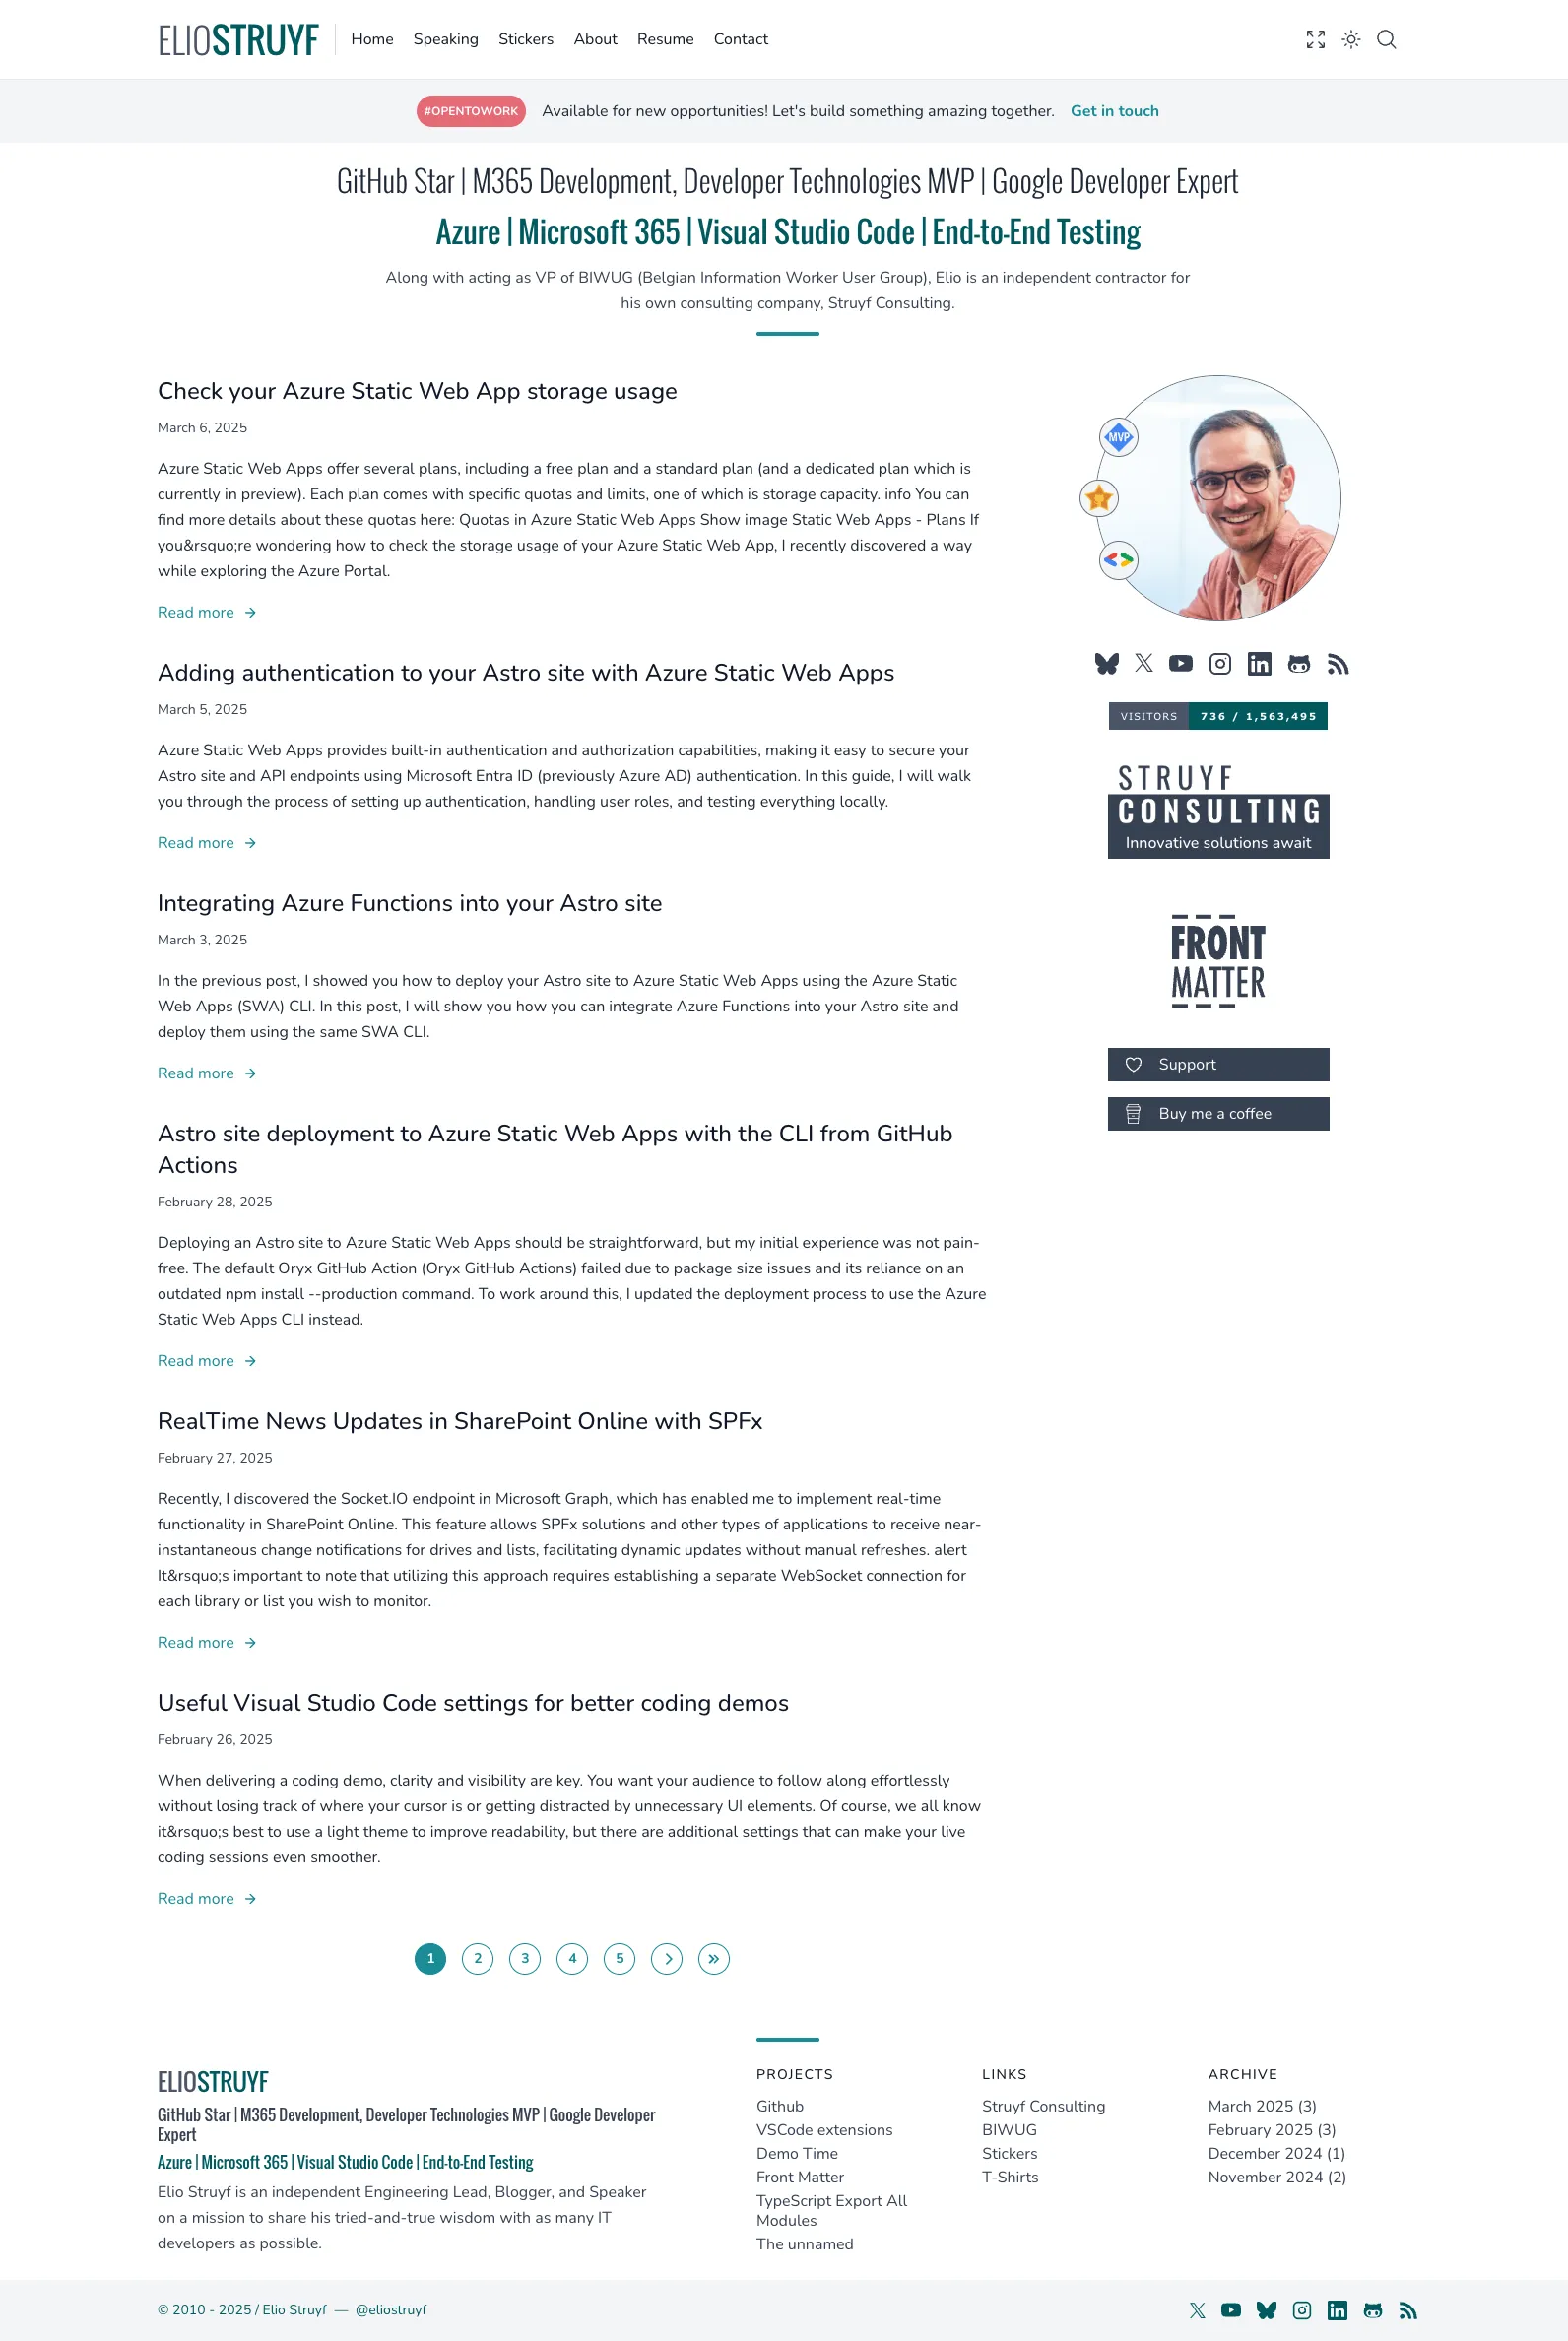 ELIOSTRUYF
Home
Speaking
Stickers
About
Resume
Contact
#OPENTOWORK
Available for new opportunities! Let's build something amazing together.
Get in touch
GitHub Star | M365 Development, Developer Technologies MVP | Google Developer Expert
Azure | Microsoft 365 | Visual Studio Code | End-to-End Testing
Along with acting as VP of BIWUG (Belgian Information Worker User Group), Elio is an independent contractor for
his own consulting company, Struyf Consulting.
Check your Azure Static Web App storage usage
March 6, 2025
Azure Static Web Apps offer several plans, including a free plan and a standard plan (and a dedicated plan which is
currently in preview). Each plan comes with specific quotas and limits, one of which is storage capacity. info You can
find more details about these quotas here: Quotas in Azure Static Web Apps Show image Static Web Apps - Plans If
you&rsquo;re wondering how to check the storage usage of your Azure Static Web App, I recently discovered a way
while exploring the Azure Portal.
Read more
Adding authentication to your Astro site with Azure Static Web Apps
March 5, 2025
Azure Static Web Apps provides built-in authentication and authorization capabilities, making it easy to secure your
Astro site and API endpoints using Microsoft Entra ID (previously Azure AD) authentication. In this guide, I will walk
you through the process of setting up authentication, handling user roles, and testing everything locally.
Read more
Integrating Azure Functions into your Astro site
March 3, 2025
In the previous post, I showed you how to deploy your Astro site to Azure Static Web Apps using the Azure Static
Web Apps (SWA) CLI. In this post, I will show you how you can integrate Azure Functions into your Astro site and
deploy them using the same SWA CLI.
Read more
Astro site deployment to Azure Static Web Apps with the CLI from GitHub
Actions
February 28, 2025
Deploying an Astro site to Azure Static Web Apps should be straightforward, but my initial experience was not pain-
free. The default Oryx GitHub Action (Oryx GitHub Actions) failed due to package size issues and its reliance on an
outdated npm install --production command. To work around this, I updated the deployment process to use the Azure
Static Web Apps CLI instead.
Read more
RealTime News Updates in SharePoint Online with SPFx
February 27, 2025
Recently, I discovered the Socket.IO endpoint in Microsoft Graph, which has enabled me to implement real-time
functionality in SharePoint Online. This feature allows SPFx solutions and other types of applications to receive near-
instantaneous change notifications for drives and lists, facilitating dynamic updates without manual refreshes. alert
It&rsquo;s important to note that utilizing this approach requires establishing a separate WebSocket connection for
each library or list you wish to monitor.
Read more
Useful Visual Studio Code settings for better coding demos
February 26, 2025
When delivering a coding demo, clarity and visibility are key. You want your audience to follow along effortlessly
without losing track of where your cursor is or getting distracted by unnecessary UI elements. Of course, we all know
it&rsquo;s best to use a light theme to improve readability, but there are additional settings that can make your live
coding sessions even smoother.
Read more
1
2
3
4
5
MVP
VISITORS
736 / 1,563,495
STRUYF
CONSULTING
Innovative solutions await
FRONT
MATTER
Support
Buy me a coffee
ELIOSTRUYF
GitHub Star | M365 Development, Developer Technologies MVP | Google Developer
Expert
Azure | Microsoft 365 | Visual Studio Code | End-to-End Testing
Elio Struyf is an independent Engineering Lead, Blogger, and Speaker
on a mission to share his tried-and-true wisdom with as many IT
developers as possible.
PROJECTS
Github
VSCode extensions
Demo Time
Front Matter
TypeScript Export All
Modules
The unnamed
LINKS
Struyf Consulting
BIWUG
Stickers
T-Shirts
ARCHIVE
March 2025 (3)
February 2025 (3)
December 2024 (1)
November 2024 (2)
© 2010 - 2025 / Elio Struyf — @eliostruyf